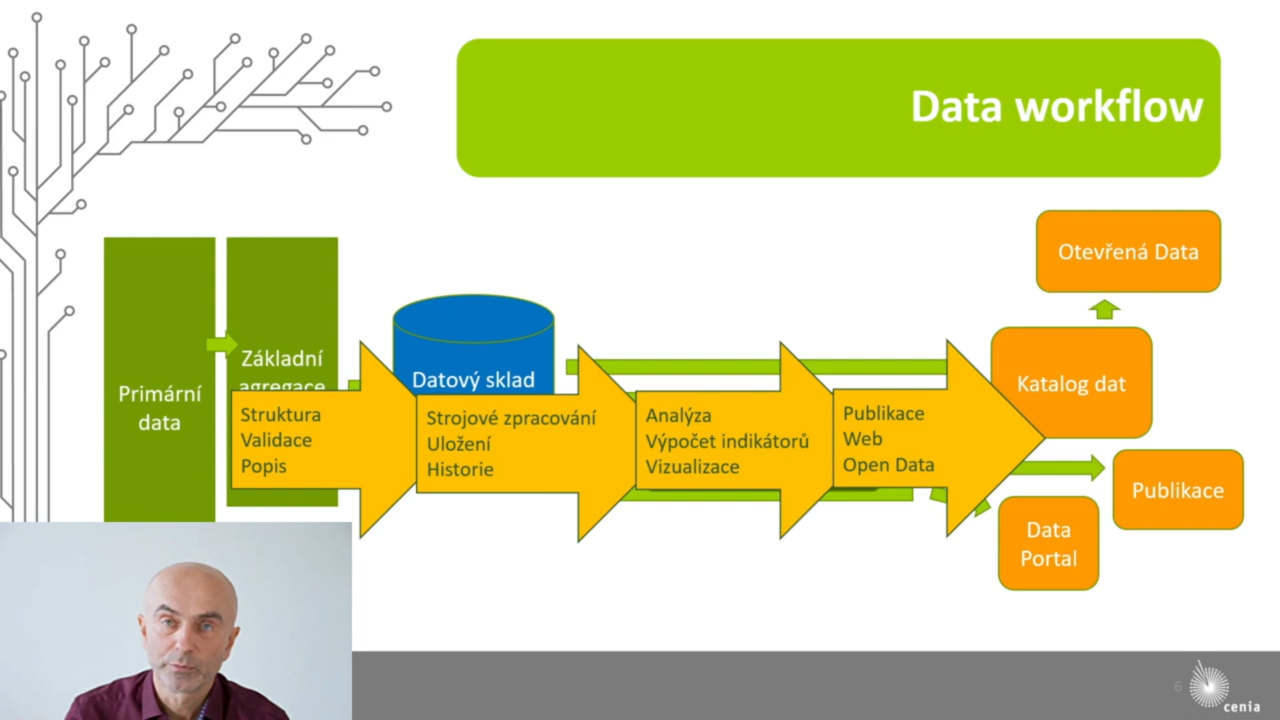 Data workflow
Otevřená Data
Primární
data
Základní
agregace
Datový sklad
Katalog dat
Struktura
Validace
Popis
Strojové zpracování
Uložení
Historie
Analýza
Výpočet indikátorů
Vizualizace
Publikace
Web
Open Data
Publikace
Data
Portal
6
cenia